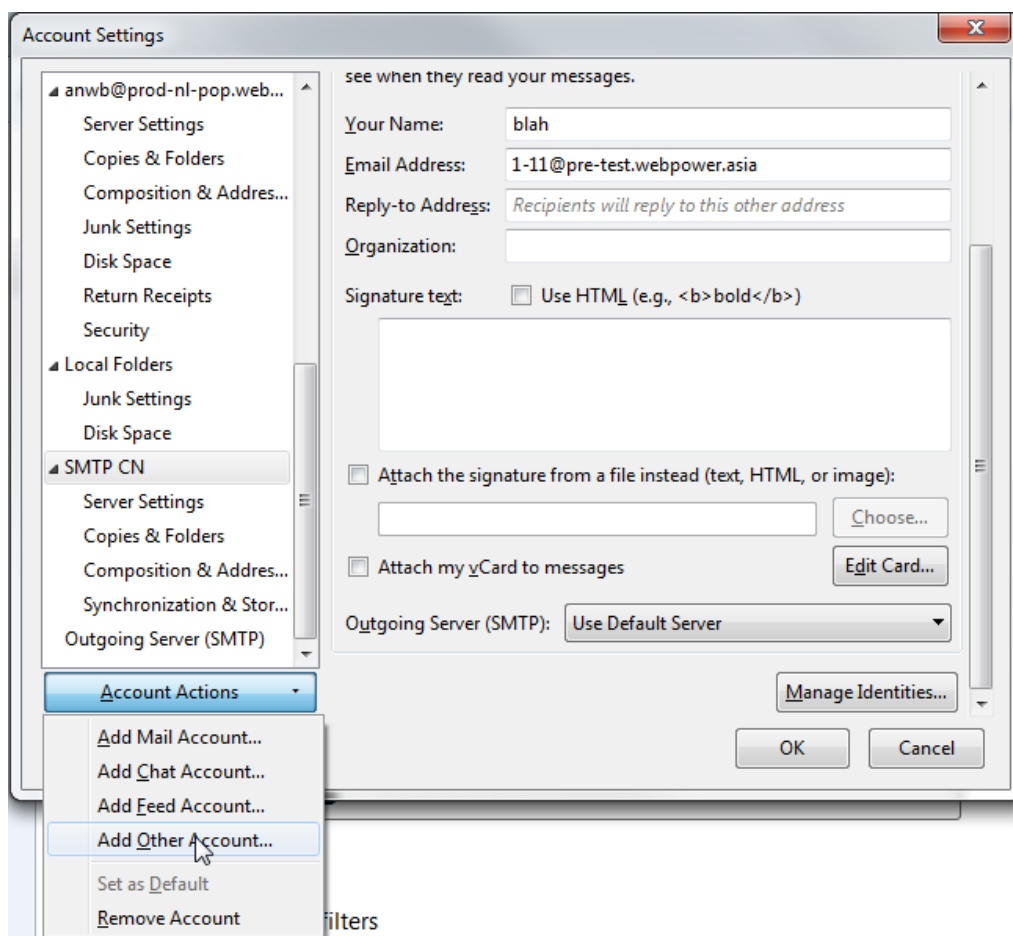 Account Settings
anwb@prod-nl-pop.web...
Server Settings
Copies & Folders
Composition & Addres...
Junk Settings
Disk Space
Return Receipts
Security
Local Folders
Junk Settings
Disk Space
SMTP CN
Server Settings
Copies & Folders
Composition & Addres...
Synchronization & Stor...
Outgoing Server (SMTP)
Account Actions
Add Mail Account...
Add Chat Account...
Add Feed Account...
Add Other Account...
Set as Default
Remove Account
see when they read your messages.
Your Name: blah
Email Address: 1-11@pre-test.webpower.asia
Reply-to Address: Recipients will reply to this other address
Organization:
Signature text: Use HTML (e.g., <b>bold</b>)
Attach the signature from a file instead (text, HTML, or image):
Choose...
Attach my vCard to messages Edit Card...
Outgoing Server (SMTP): Use Default Server
Manage Identities...
OK Cancel
filters